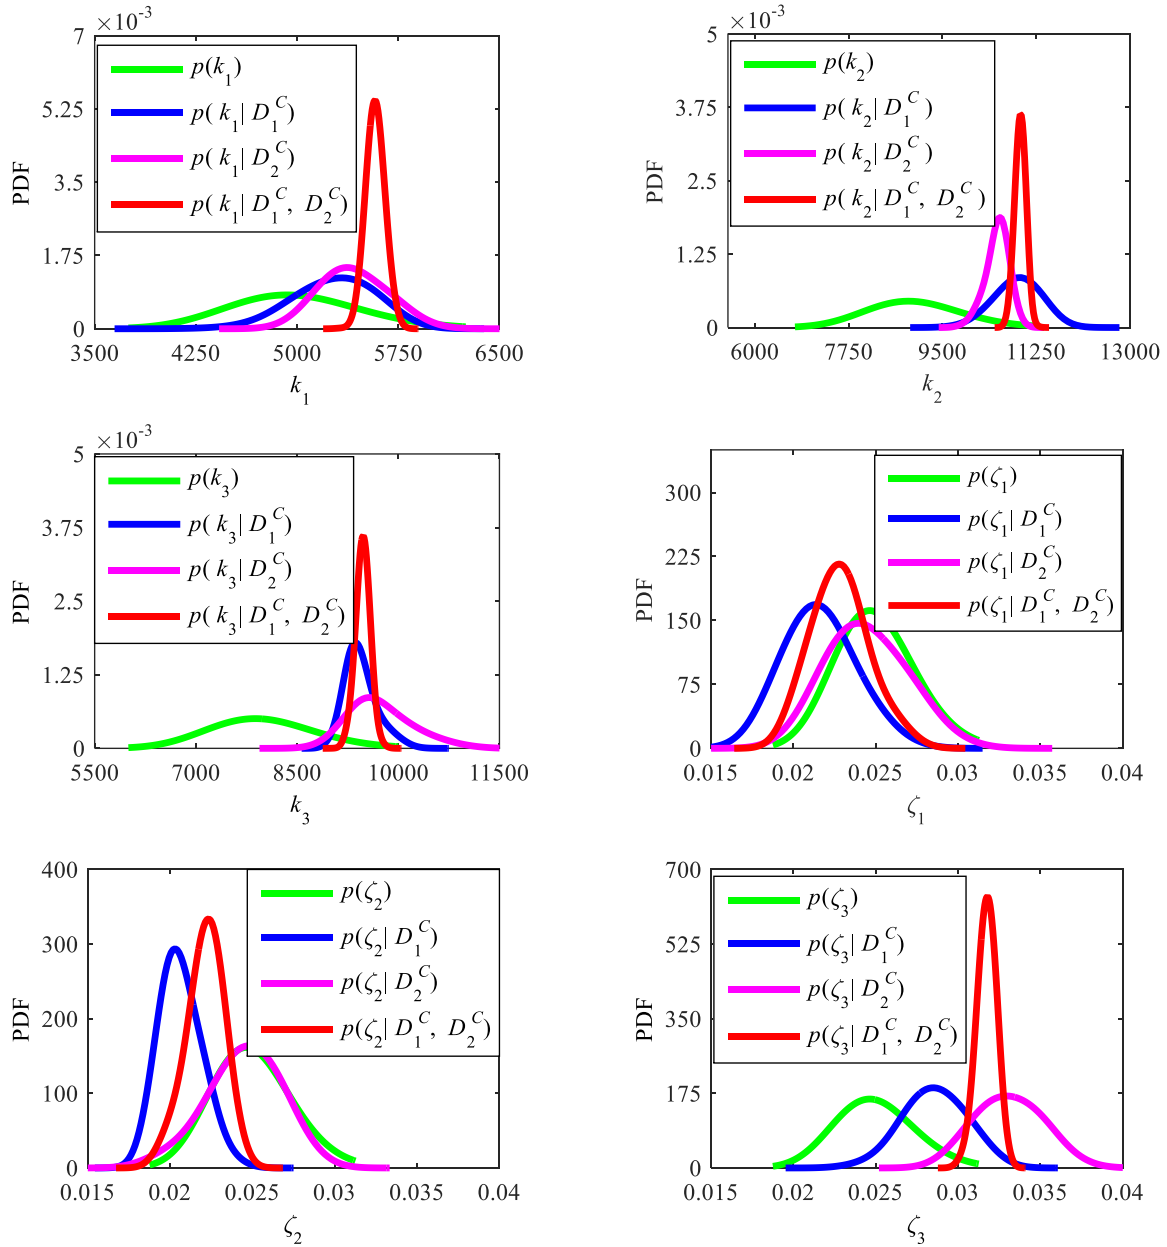 ×10⁻³
7
5.25
3.5
1.75
0
PDF
p(k₁)
p( k₁| D₁ᶜ)
p( k₁| D₂ᶜ)
p( k₁| D₁ᶜ, D₂ᶜ)
3500 4250 5000 5750 6500
k₁
×10⁻³
5
3.75
2.5
1.25
0
PDF
p(k₂)
p( k₂| D₁ᶜ)
p( k₂| D₂ᶜ)
p( k₂| D₁ᶜ, D₂ᶜ)
6000 7750 9500 11250 13000
k₂
×10⁻³
5
3.75
2.5
1.25
0
PDF
p(k₃)
p( k₃| D₁ᶜ)
p( k₃| D₂ᶜ)
p( k₃| D₁ᶜ, D₂ᶜ)
5500 7000 8500 10000 11500
k₃
300
225
150
75
0
PDF
p(ζ₁)
p(ζ₁| D₁ᶜ)
p(ζ₁| D₂ᶜ)
p(ζ₁| D₁ᶜ, D₂ᶜ)
0.015 0.02 0.025 0.03 0.035 0.04
ζ₁
400
300
200
100
0
PDF
p(ζ₂)
p(ζ₂| D₁ᶜ)
p(ζ₂| D₂ᶜ)
p(ζ₂| D₁ᶜ, D₂ᶜ)
0.015 0.02 0.025 0.03 0.035 0.04
ζ₂
700
525
350
175
0
PDF
p(ζ₃)
p(ζ₃| D₁ᶜ)
p(ζ₃| D₂ᶜ)
p(ζ₃| D₁ᶜ, D₂ᶜ)
0.015 0.02 0.025 0.03 0.035 0.04
ζ₃